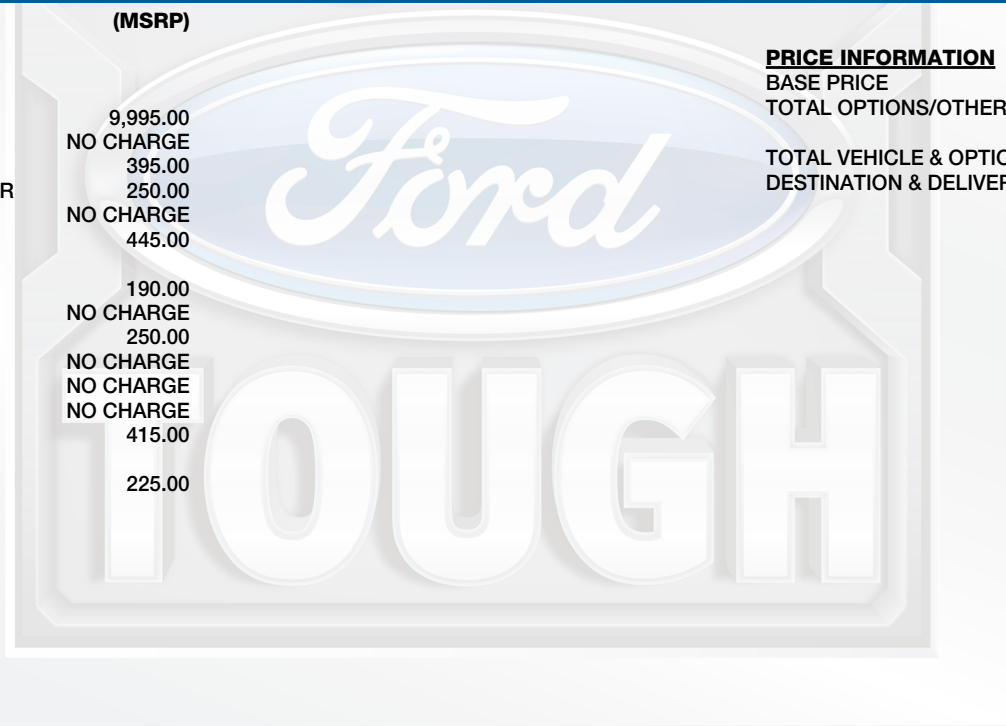 (MSRP)
9,995.00
NO CHARGE
395.00
R 250.00
NO CHARGE
445.00
190.00
NO CHARGE
250.00
NO CHARGE
NO CHARGE
NO CHARGE
415.00
225.00
PRICE INFORMATION
BASE PRICE
TOTAL OPTIONS/OTHER
TOTAL VEHICLE & OPTIO
DESTINATION & DELIVER
Ford
TOUGH